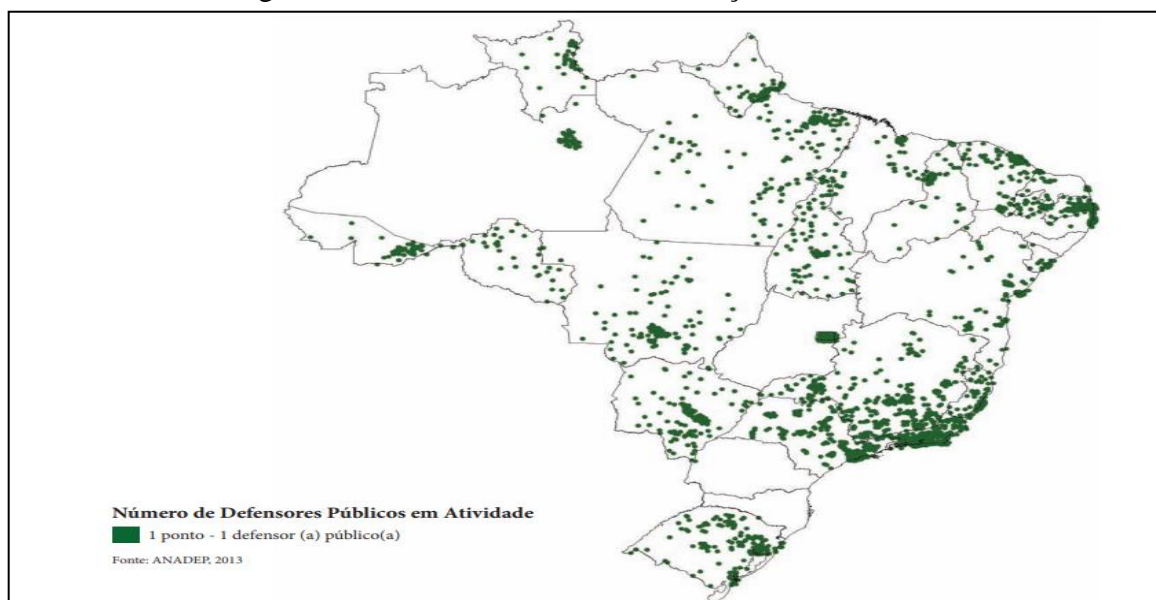 Número de Defensores Públicos em Atividade
1 ponto - 1 defensor (a) público(a)
Fonte: ANADEP, 2013